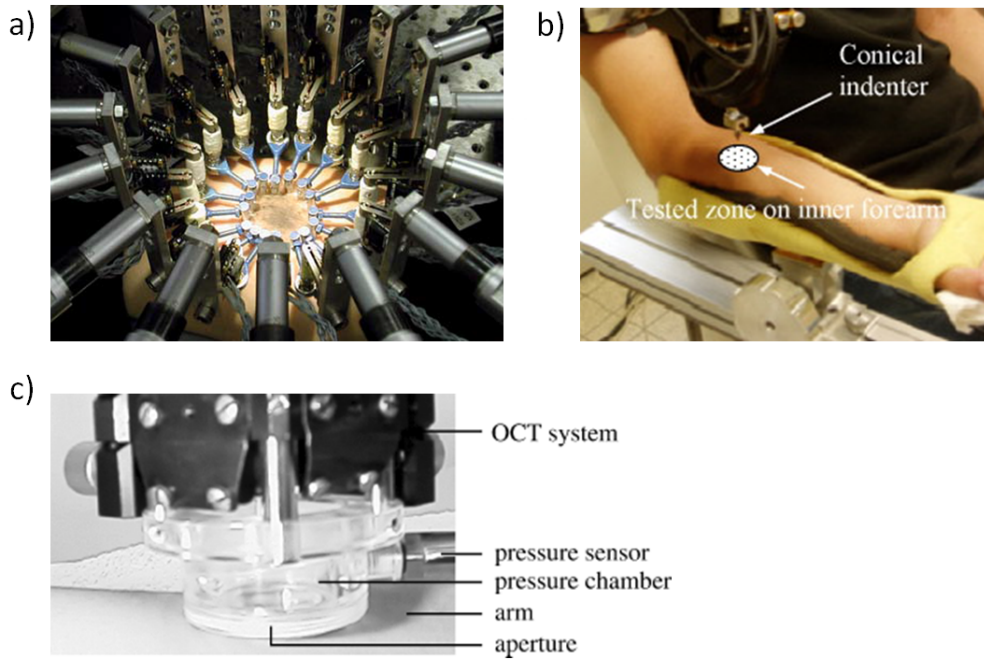 a)
b)
Conical
indenter
Tested zone on inner forearm
c)
OCT system
pressure sensor
pressure chamber
arm
aperture